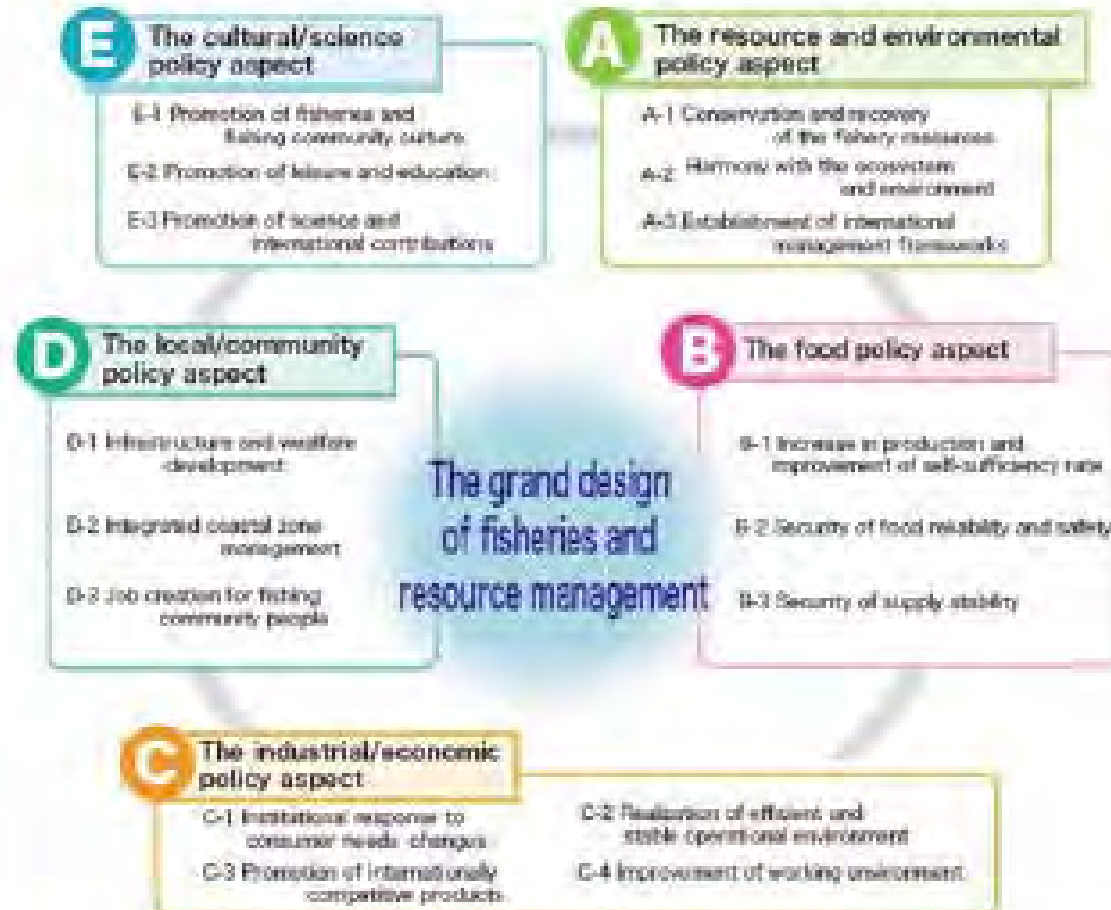 E The cultural/science
policy aspect
E-1 Promotion of fisheries and
fishing community culture
E-2 Promotion of leisure and education
E-3 Promotion of science and
international contributions
A The resource and environmental
policy aspect
A-1 Conservation and recovery
of the fishery resources
A-2 Harmony with the ecosystem
and environment
A-3 Establishment of international
management frameworks
D The local/community
policy aspect
D-1 Infrastructure and welfare
development
D-2 Integrated coastal zone
management
D-3 Job creation for fishing
community people
The grand design
of fisheries and
resource management
B The food policy aspect
B-1 Increase in production and
improvement of self-sufficiency rate
B-2 Security of food reliability and safety
B-3 Security of supply stability
C The industrial/economic
policy aspect
C-1 Institutional response to
consumer needs changes
C-2 Realisation of efficient and
stable operational environment
C-3 Promotion of internationally
competitive products
C-4 Improvement of working environment